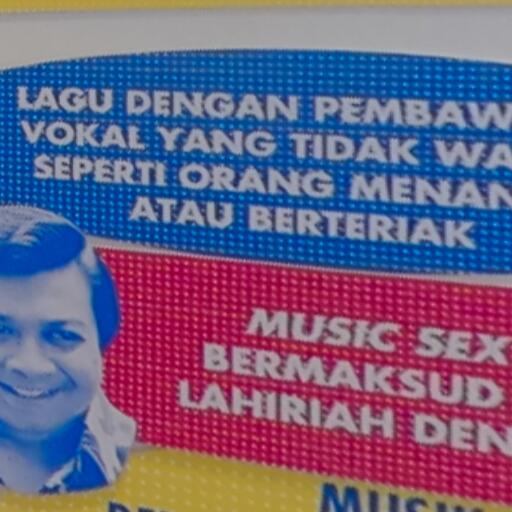 LAGU DENGAN PEMBAW
VOKAL YANG TIDAK WA
SEPERTI ORANG MENAN
ATAU BERTERIAK
MUSIC SEX
BERMAKSUD
LAHIRIAH DEN